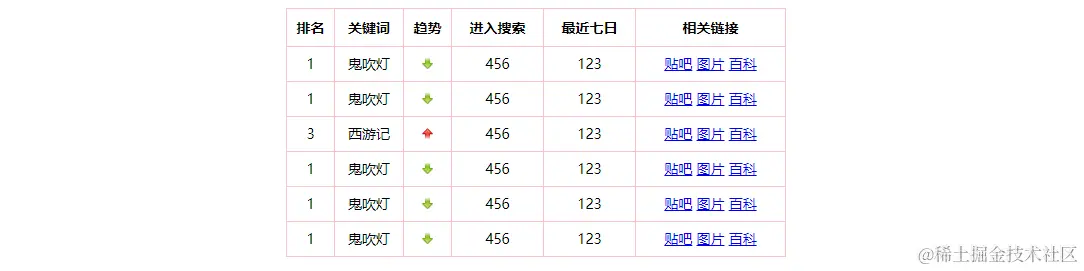 排名 关键词 趋势 进入搜索 最近七日 相关链接
1 鬼吹灯 456 123 贴吧 图片 百科
1 鬼吹灯 456 123 贴吧 图片 百科
3 西游记 456 123 贴吧 图片 百科
1 鬼吹灯 456 123 贴吧 图片 百科
1 鬼吹灯 456 123 贴吧 图片 百科
1 鬼吹灯 456 123 贴吧 图片 百科
@稀土掘金技术社区